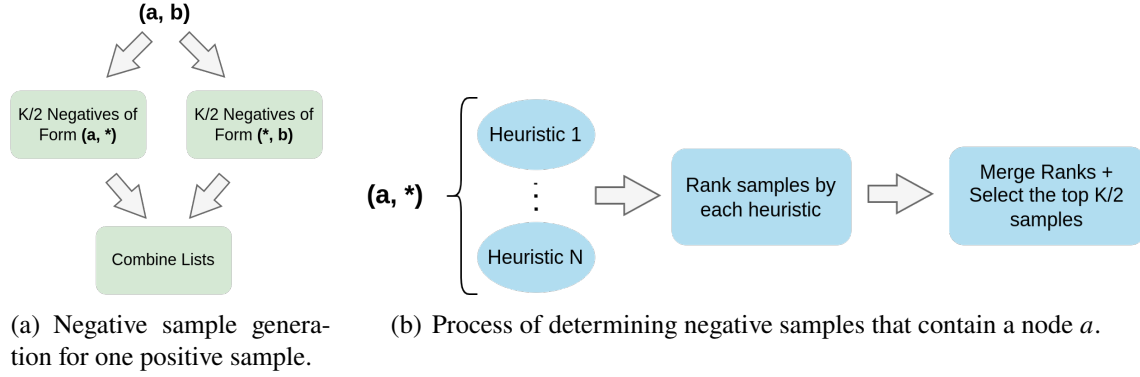 (a, b)
K/2 Negatives of
Form (a, *)
K/2 Negatives of
Form (*, b)
Combine Lists
(a) Negative sample genera-
tion for one positive sample.
(a, *)
Heuristic 1
Heuristic N
Rank samples by
each heuristic
Merge Ranks +
Select the top K/2
samples
(b) Process of determining negative samples that contain a node a.